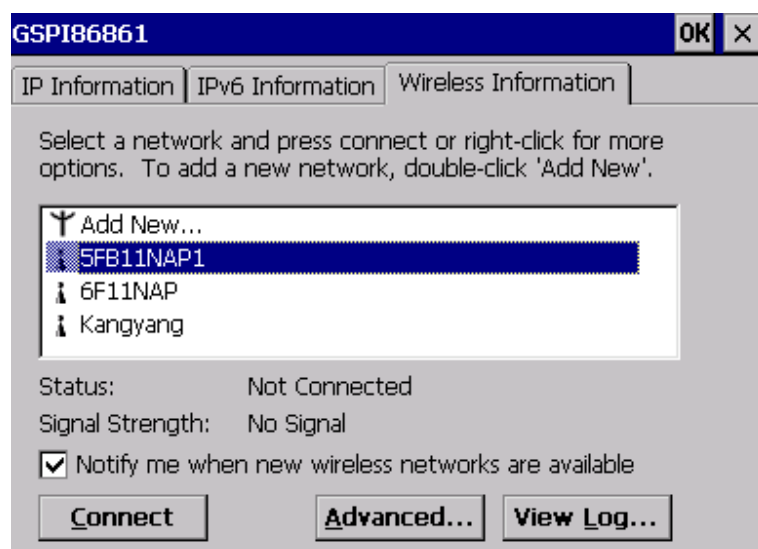 GSPI86861 OK ×
IP Information IPv6 Information Wireless Information
Select a network and press connect or right-click for more
options. To add a new network, double-click 'Add New'.
Add New...
5FB11NAP1
6F11NAP
Kangyang
Status: Not Connected
Signal Strength: No Signal
Notify me when new wireless networks are available
Connect Advanced... View Log...